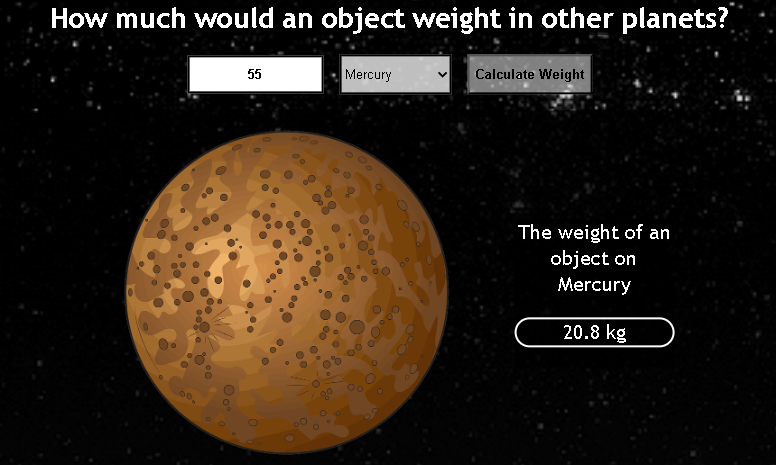 How much would an object weight in other planets?
55
Mercury
Calculate Weight
The weight of an
object on
Mercury
20.8 kg